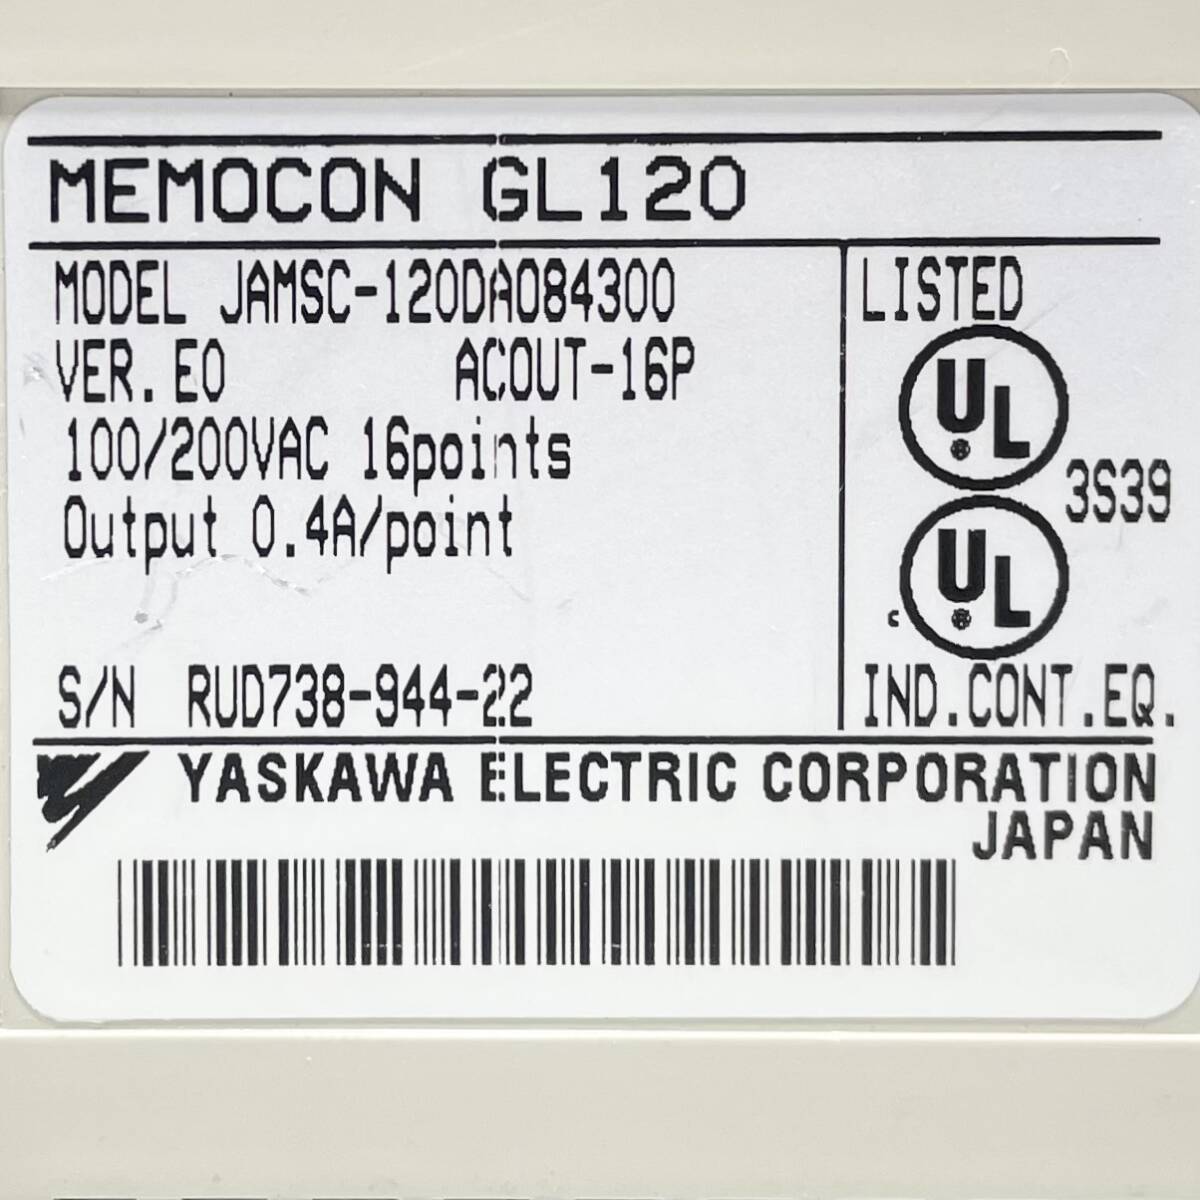 MEMOCON GL120
MODEL JAMSC-120DAO84300
VER.E0 ACOUT-16P
100/200VAC 16points
Output 0.4A/point
S/N RUD738-944-22
LISTED
UL
3S39
c UL
IND.CONT.EQ.
YASKAWA ELECTRIC CORPORATION
JAPAN